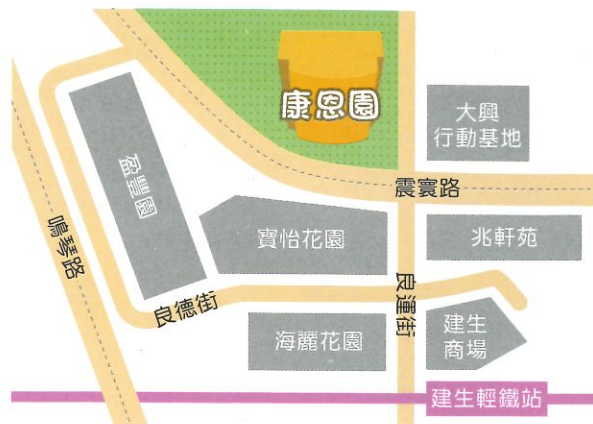 康恩園
大興
行動基地
震寰路
盈豐園
寶怡花園
兆軒苑
鳴琴路
良德街
良運街
海麗花園
建生
商場
建生輕鐵站